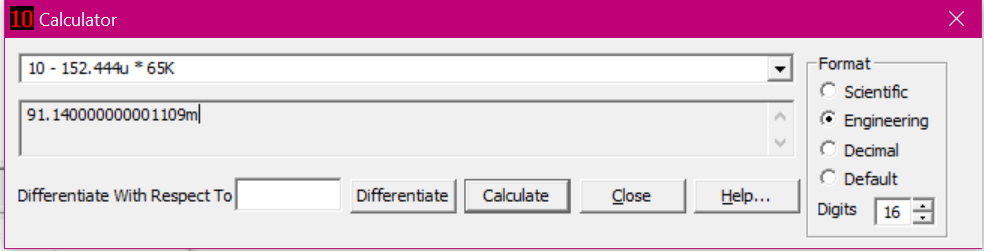 10 Calculator
10 - 152.444u * 65K
91.140000000001109m
Format
Scientific
Engineering
Decimal
Default
Digits 16
Differentiate With Respect To Differentiate Calculate Close Help...